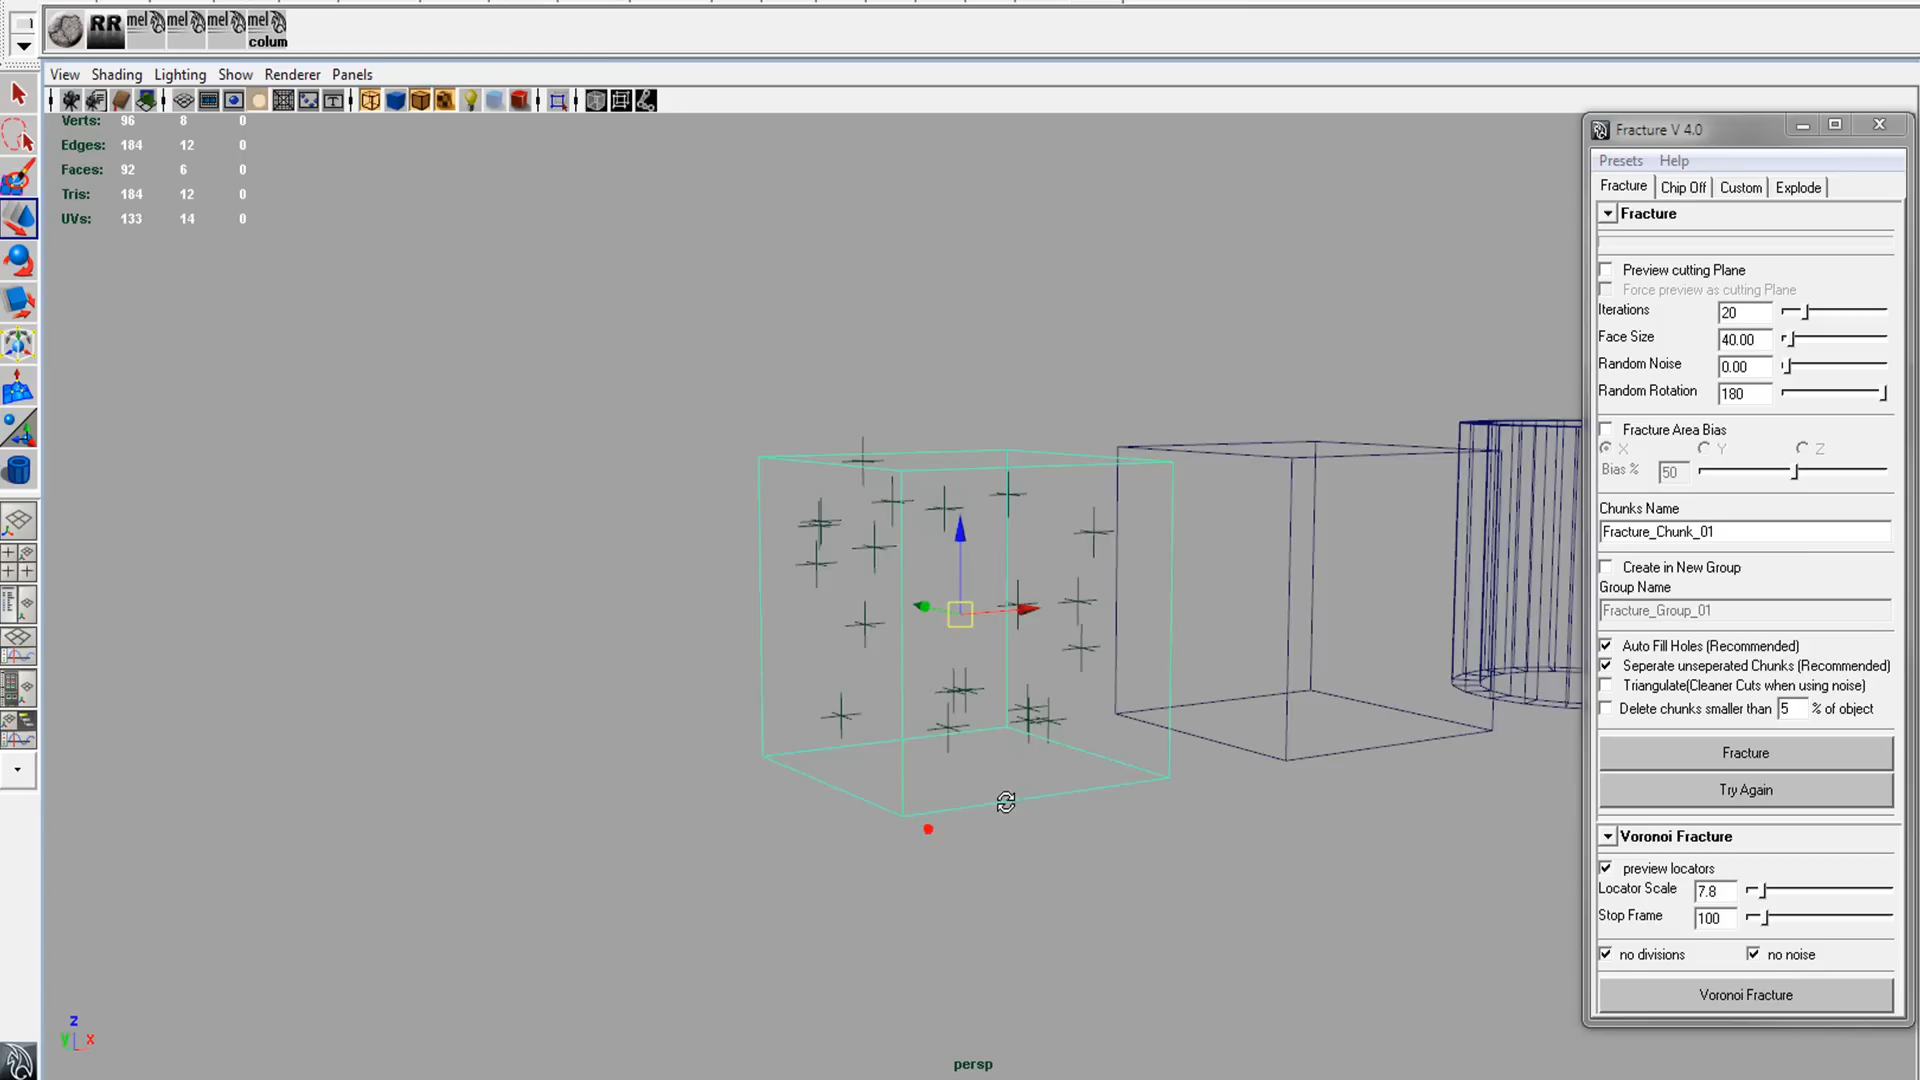 RR mel mel mel mel
colum
View Shading Lighting Show Renderer Panels
Verts: 96 8 0
Edges: 184 12 0
Faces: 92 6 0
Tris: 184 12 0
UVs: 133 14 0
Fracture V 4.0
Presets Help
Fracture Chip Off Custom Explode
Fracture
Preview cutting Plane
Force preview as cutting Plane
Iterations 20
Face Size 40.00
Random Noise 0.00
Random Rotation 180
Fracture Area Bias
X Y Z
Bias % 50
Chunks Name
Fracture_Chunk_01
Create in New Group
Group Name
Fracture_Group_01
Auto Fill Holes (Recommended)
Seperate unseperated Chunks (Recommended)
Triangulate(Cleaner Cuts when using noise)
Delete chunks smaller than 5 % of object
Fracture
Try Again
Voronoi Fracture
preview locators
Locator Scale 7.8
Stop Frame 100
no divisions no noise
Voronoi Fracture
z
y x
persp